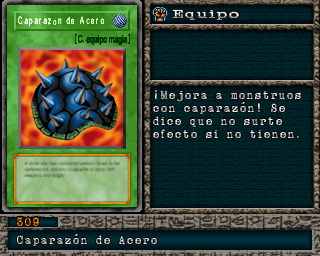 Caparazón de Acero
[C. equipo magia]
Equipo
¡Mejora a monstruos
con caparazón! Se
dice que no surte
efecto si no tienen.
309
Caparazón de Acero